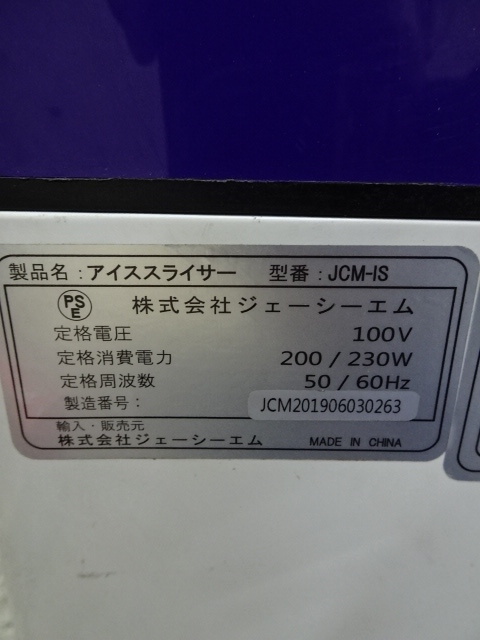 製品名：アイススライサー 型番：JCM-IS
PSE 株式会社ジェーシーエム
定格電圧 100V
定格消費電力 200 / 230W
定格周波数 50 / 60Hz
製造番号： JCM201906030263
輸入・販売元
株式会社ジェーシーエム MADE IN CHINA